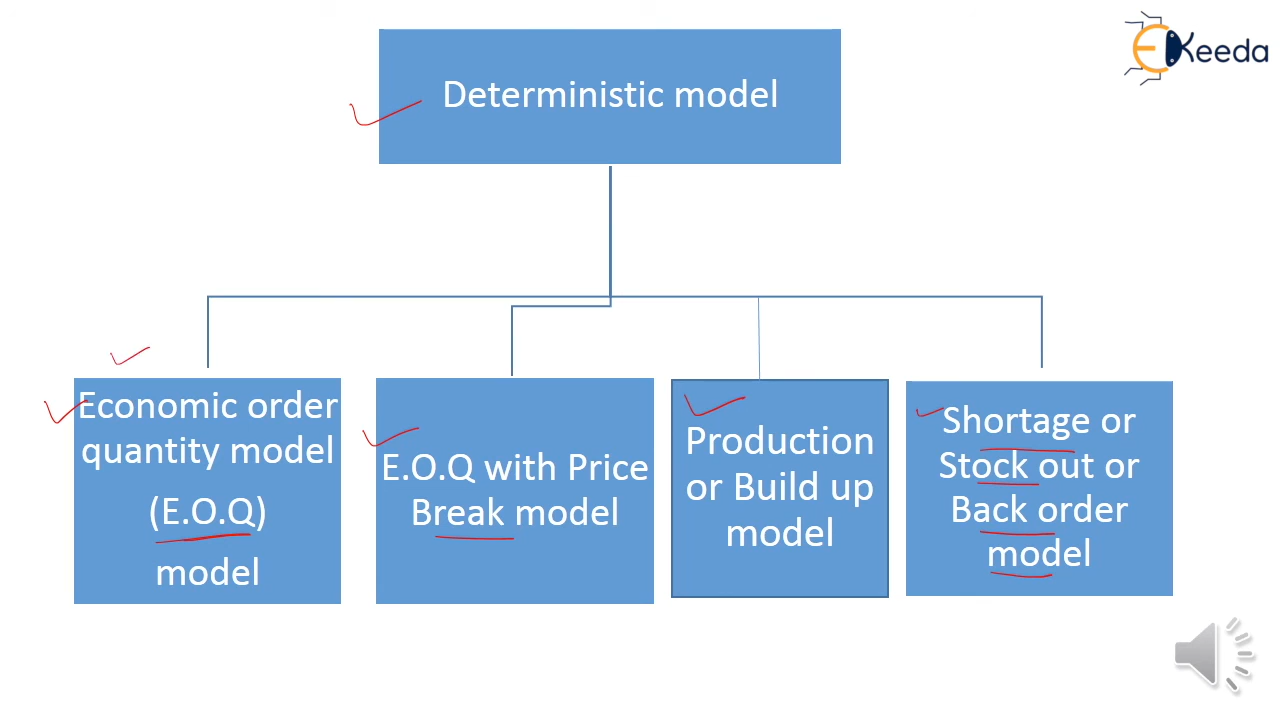 EKeeda
Deterministic model
Economic order
quantity model
(E.O.Q)
model
E.O.Q with Price
Break model
Production
or Build up
model
Shortage or
Stock out or
Back order
model